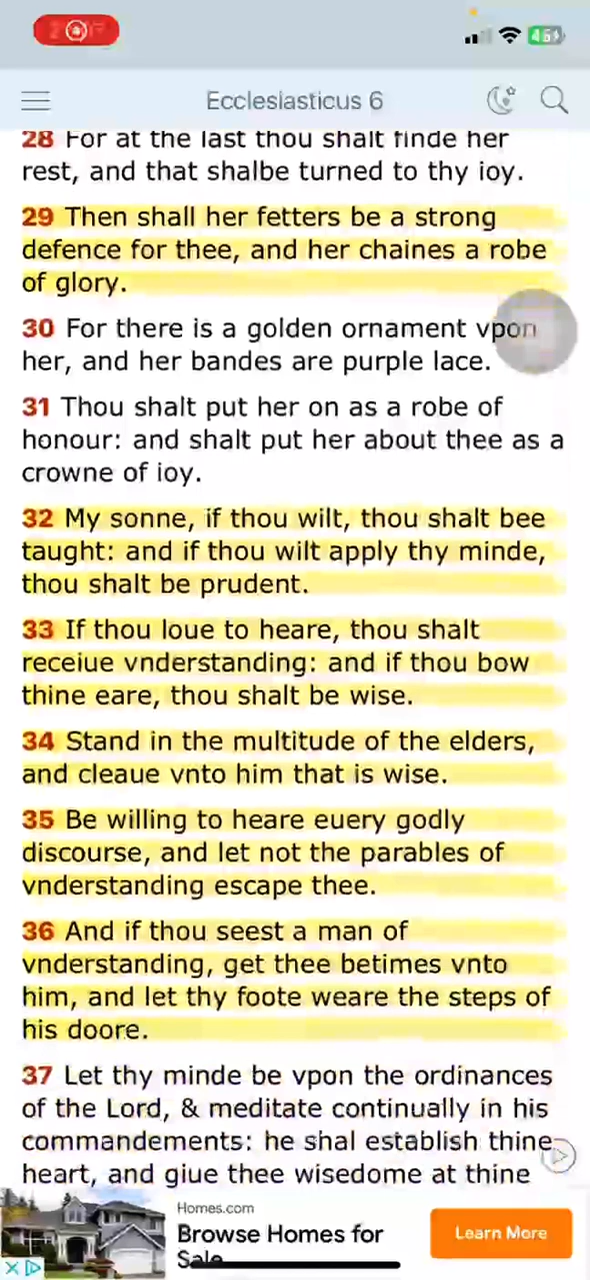 Ecclesiasticus 6
28 For at the last thou shalt finde her
rest, and that shalbe turned to thy ioy.
29 Then shall her fetters be a strong
defence for thee, and her chaines a robe
of glory.
30 For there is a golden ornament vpon
her, and her bandes are purple lace.
31 Thou shalt put her on as a robe of
honour: and shalt put her about thee as a
crowne of ioy.
32 My sonne, if thou wilt, thou shalt bee
taught: and if thou wilt apply thy minde,
thou shalt be prudent.
33 If thou loue to heare, thou shalt
receiue vnderstanding: and if thou bow
thine eare, thou shalt be wise.
34 Stand in the multitude of the elders,
and cleaue vnto him that is wise.
35 Be willing to heare euery godly
discourse, and let not the parables of
vnderstanding escape thee.
36 And if thou seest a man of
vnderstanding, get thee betimes vnto
him, and let thy foote weare the steps of
his doore.
37 Let thy minde be vpon the ordinances
of the Lord, & meditate continually in his
commandements: he shal establish thine
heart, and giue thee wisedome at thine
Homes.com
Browse Homes for
Sale
Learn More